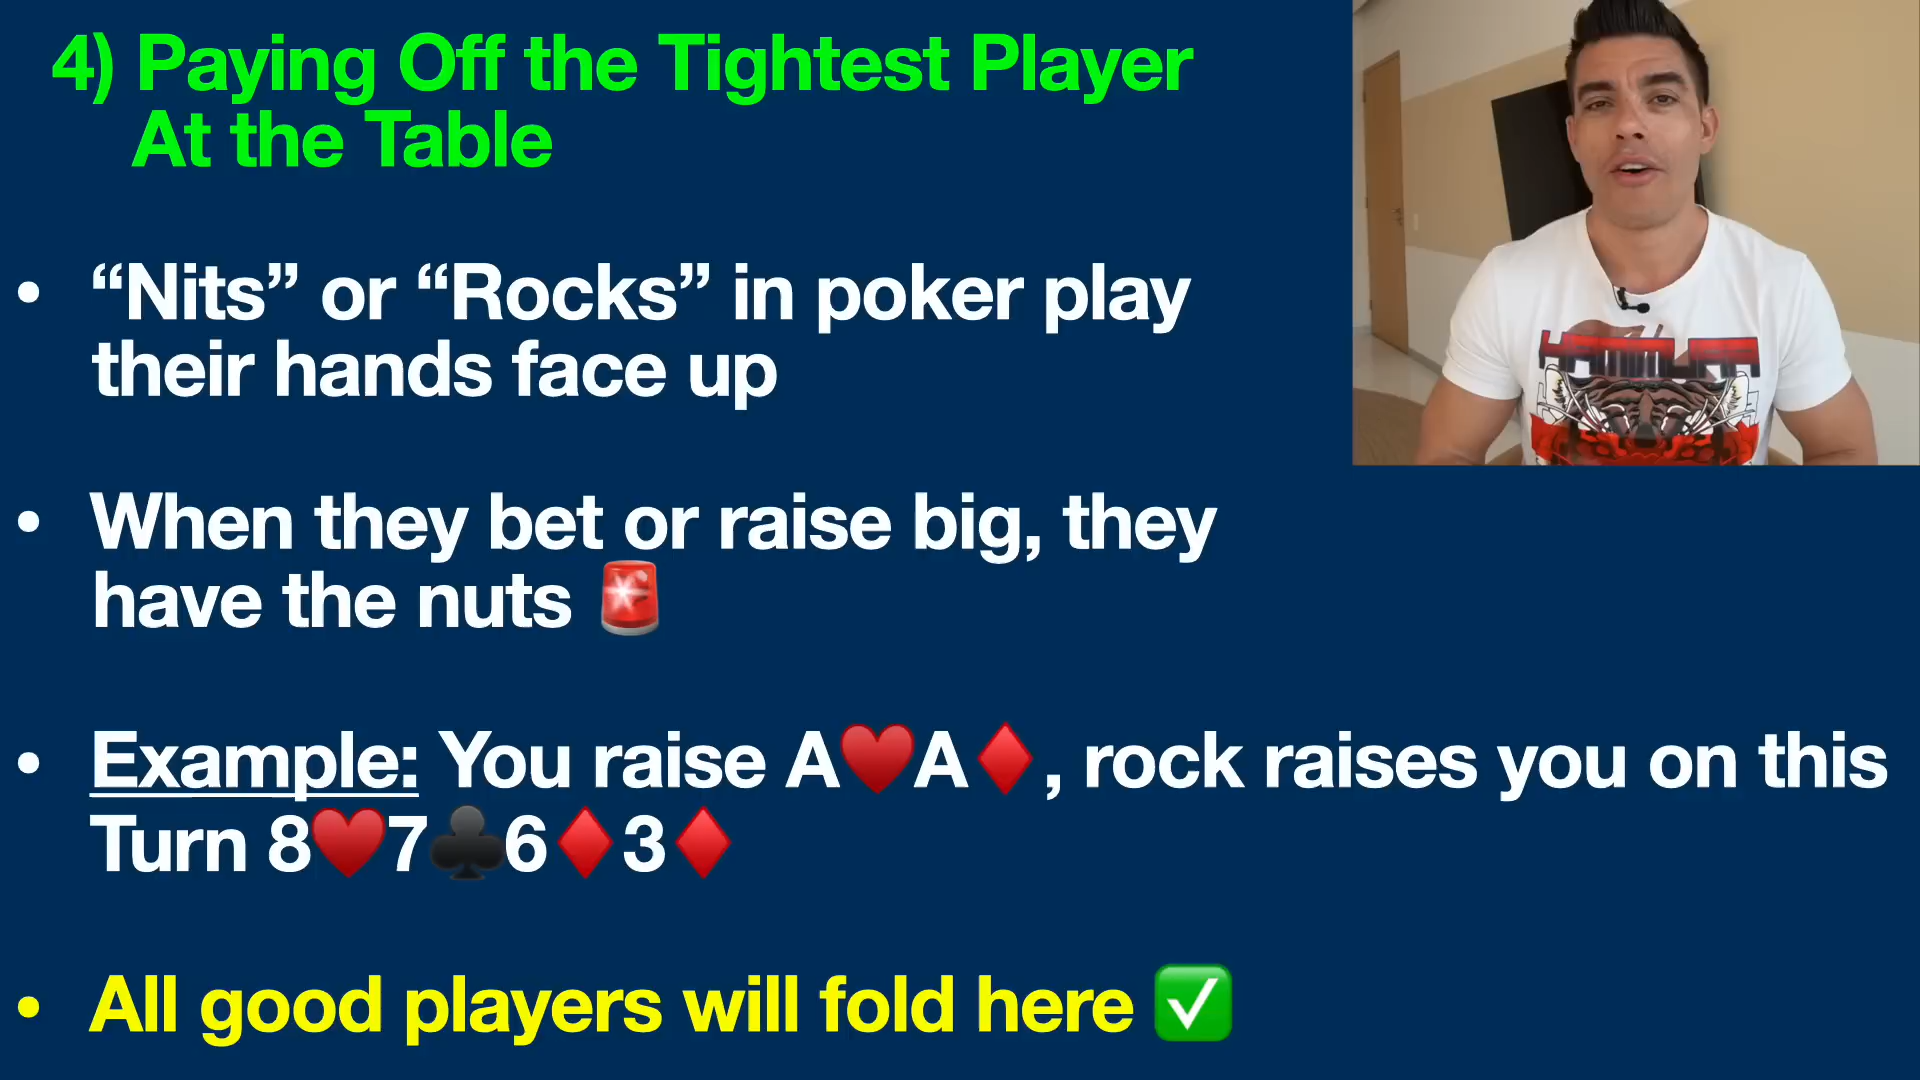 4) Paying Off the Tightest Player
At the Table
• “Nits” or “Rocks” in poker play
their hands face up
• When they bet or raise big, they
have the nuts 🚨
• Example: You raise A♥️A♦️, rock raises you on this
Turn 8♥️7♣️6♦️3♦️
• All good players will fold here ✅